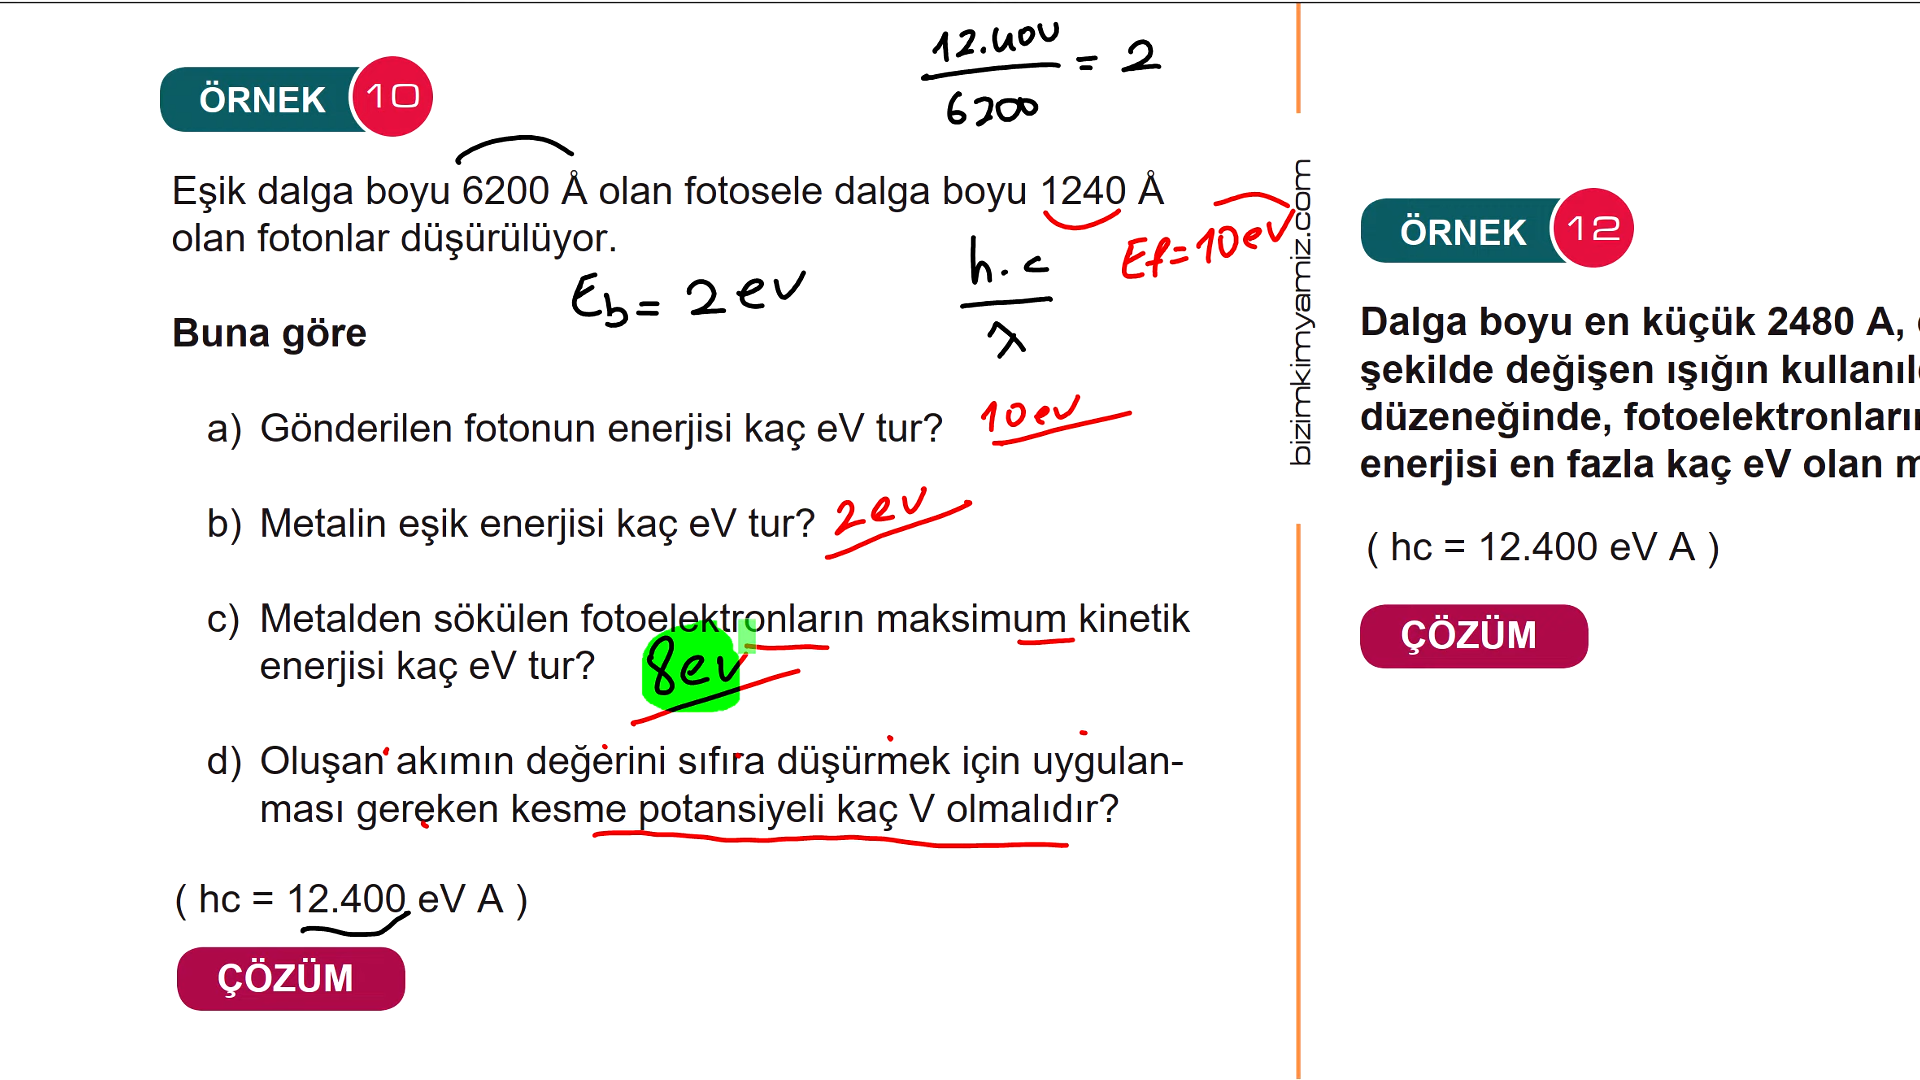 12.400
6200
= 2
ÖRNEK 10
Eşik dalga boyu 6200 Å olan fotosele dalga boyu 1240 Å
olan fotonlar düşürülüyor.
Ef=10ev
Eb= 2 ev
h.c
λ
Buna göre
a) Gönderilen fotonun enerjisi kaç eV tur? 10ev
b) Metalin eşik enerjisi kaç eV tur? 2ev
c) Metalden sökülen fotoelektronların maksimum kinetik
enerjisi kaç eV tur? 8ev
d) Oluşan akımın değerini sıfıra düşürmek için uygulan-
ması gereken kesme potansiyeli kaç V olmalıdır?
( hc = 12.400 eV A )
ÇÖZÜM
bizimkimyamiz.com
ÖRNEK 12
Dalga boyu en küçük 2480 A,
şekilde değişen ışığın
düzeneğinde,
enerjisi en fazla kaç eV olan
( hc = 12.400 eV A )
ÇÖZÜM